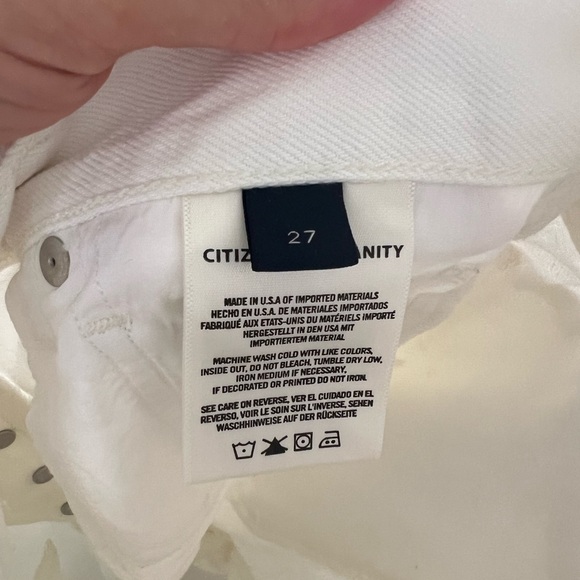 27
CITIZ ANITY
MADE IN U.S.A OF IMPORTED MATERIALS
HECHO EN U.S.A. DE MATERIALES IMPORTADOS
FABRIQUÉ AUX ETATS-UNIS DU MATÉRIELS IMPORTÉ
HERGESTELLT IN DEN USA MIT
IMPORTIERTEM MATERIAL
MACHINE WASH COLD WITH LIKE COLORS,
INSIDE OUT, DO NOT BLEACH, TUMBLE DRY LOW,
IRON MEDIUM IF NECESSARY,
IF DECORATED OR PRINTED DO NOT IRON.
SEE CARE ON REVERSE, VER EL CUIDADO EN EL
REVERSO, VOIR LE SOIN SUR L'INVERSE, SEHEN
WASCHHINWEISE AUF DER RÜCKSEITE